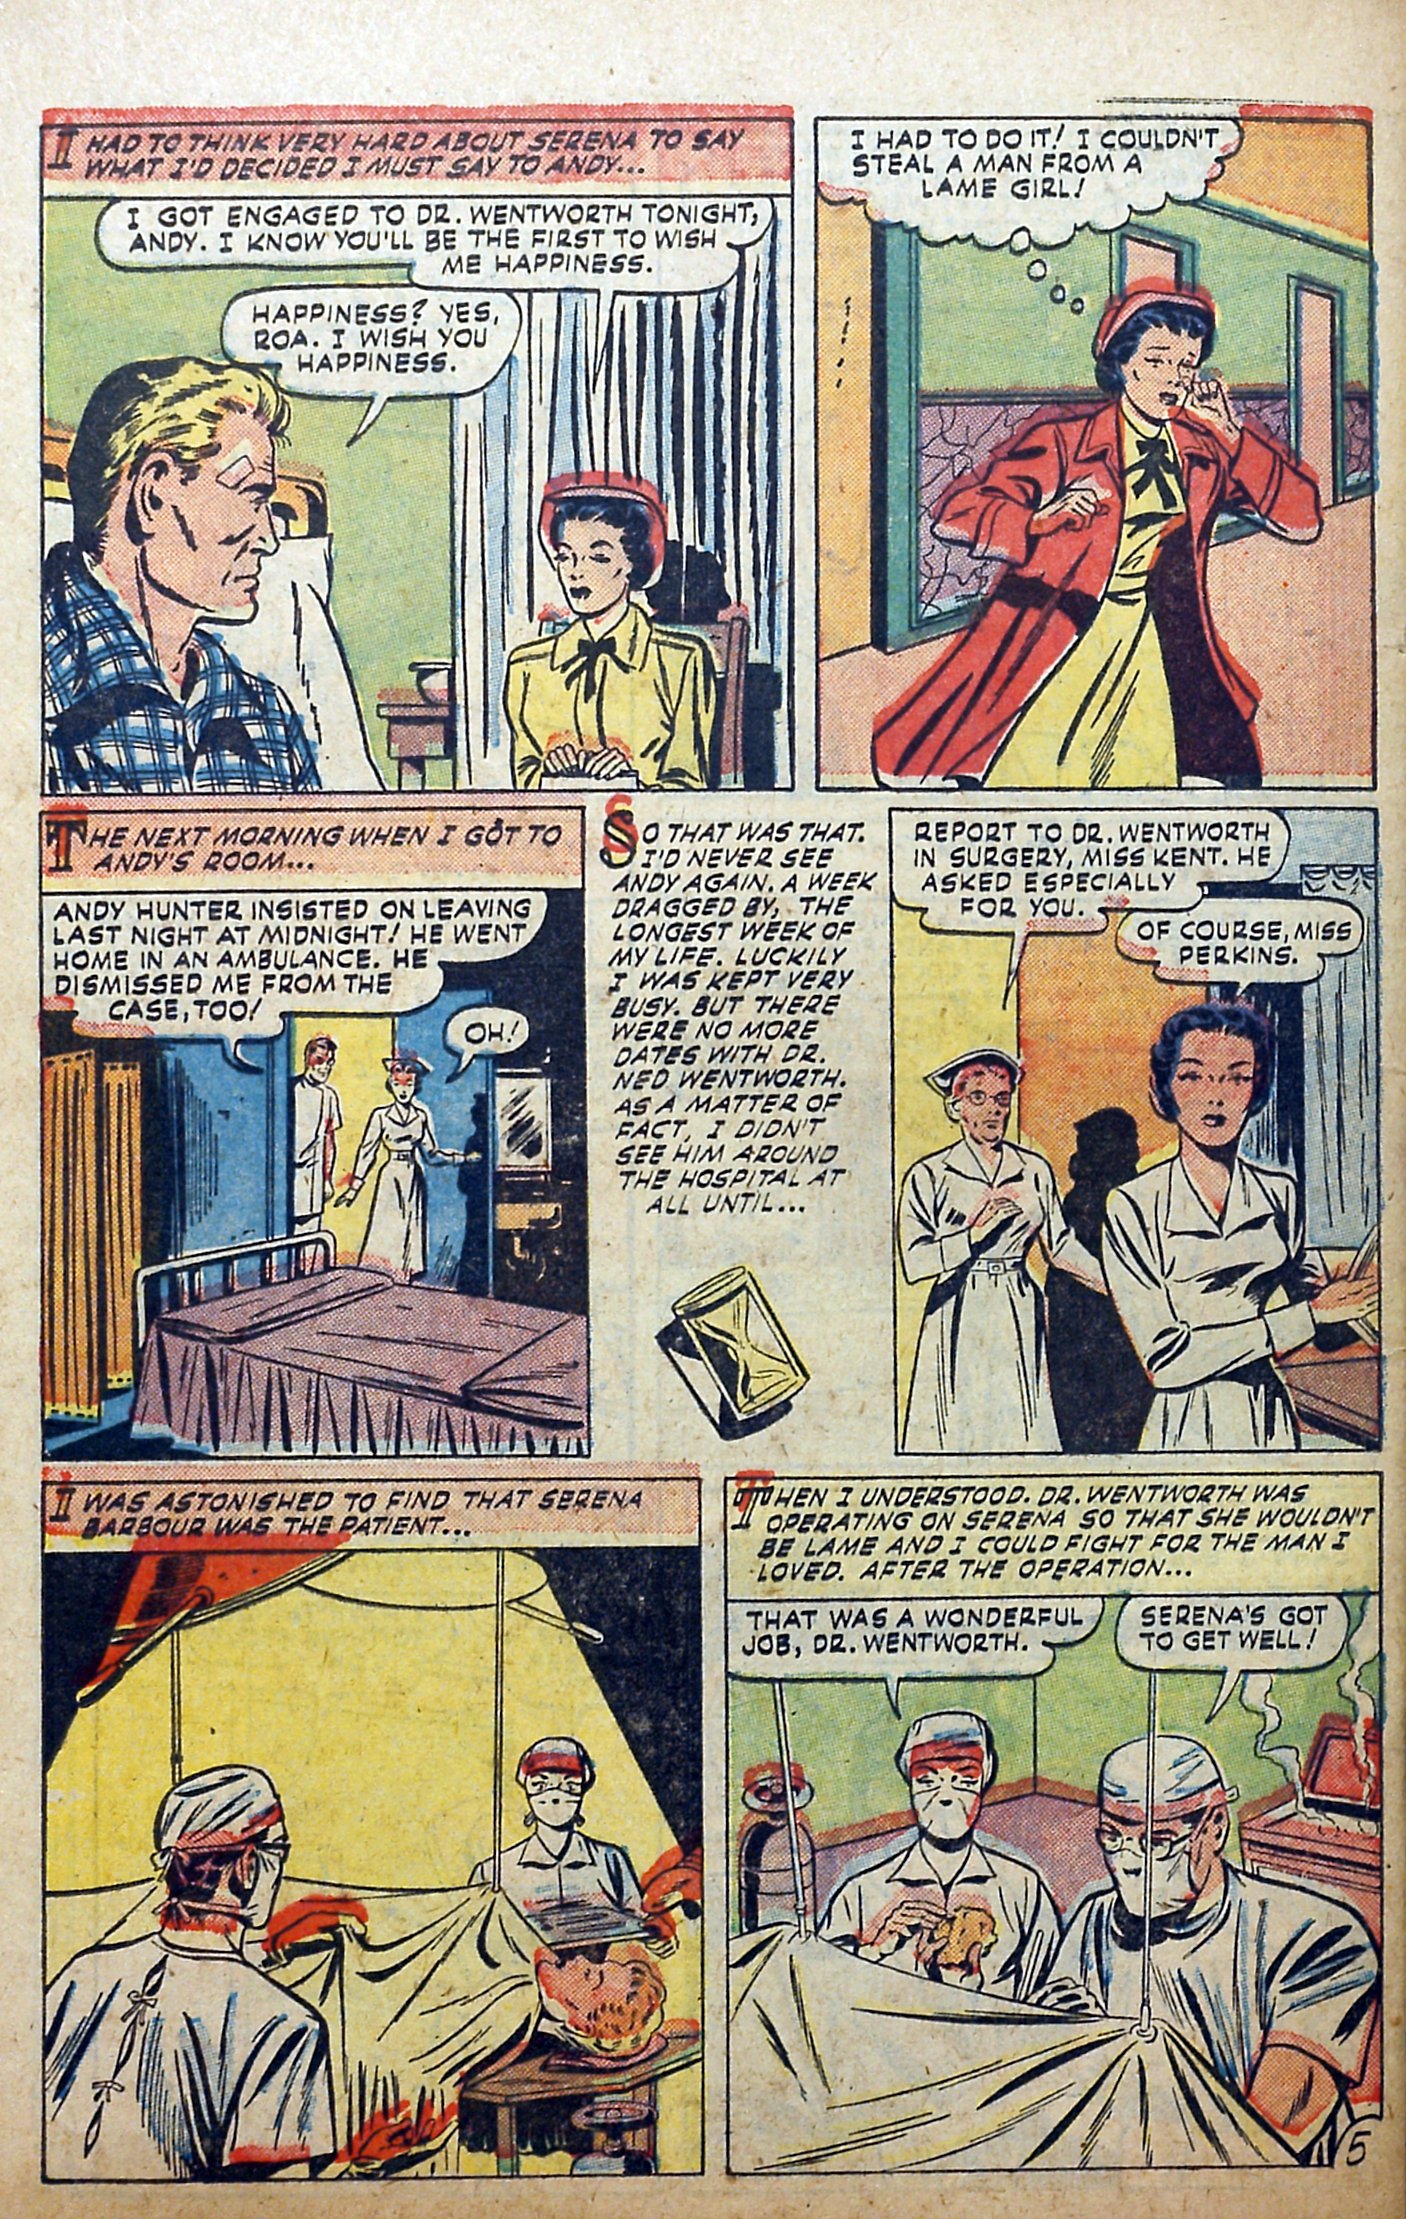 I HAD TO THINK VERY HARD ABOUT SERENA TO SAY
WHAT I'D DECIDED I MUST SAY TO ANDY...
I GOT ENGAGED TO DR. WENTWORTH TONIGHT,
ANDY. I KNOW YOU'LL BE THE FIRST TO WISH
ME HAPPINESS.
HAPPINESS? YES,
ROA. I WISH YOU
HAPPINESS.
I HAD TO DO IT! I COULDN'T
STEAL A MAN FROM A
LAME GIRL!
THE NEXT MORNING WHEN I GOT TO
ANDY'S ROOM...
ANDY HUNTER INSISTED ON LEAVING
LAST NIGHT AT MIDNIGHT! HE WENT
HOME IN AN AMBULANCE. HE
DISMISSED ME FROM THE
CASE, TOO!
OH!
SO THAT WAS THAT.
I'D NEVER SEE
ANDY AGAIN. A WEEK
DRAGGED BY, THE
LONGEST WEEK OF
MY LIFE. LUCKILY
I WAS KEPT VERY
BUSY. BUT THERE
WERE NO MORE
DATES WITH DR.
NED WENTWORTH.
AS A MATTER OF
FACT, I DIDN'T
SEE HIM AROUND
THE HOSPITAL AT
ALL UNTIL...
REPORT TO DR. WENTWORTH
IN SURGERY, MISS KENT. HE
ASKED ESPECIALLY
FOR YOU.
OF COURSE, MISS
PERKINS.
I WAS ASTONISHED TO FIND THAT SERENA
BARBOUR WAS THE PATIENT...
THEN I UNDERSTOOD. DR. WENTWORTH WAS
OPERATING ON SERENA SO THAT SHE WOULDN'T
BE LAME AND I COULD FIGHT FOR THE MAN I
LOVED. AFTER THE OPERATION...
THAT WAS A WONDERFUL
JOB, DR. WENTWORTH.
SERENA'S GOT
TO GET WELL!
5